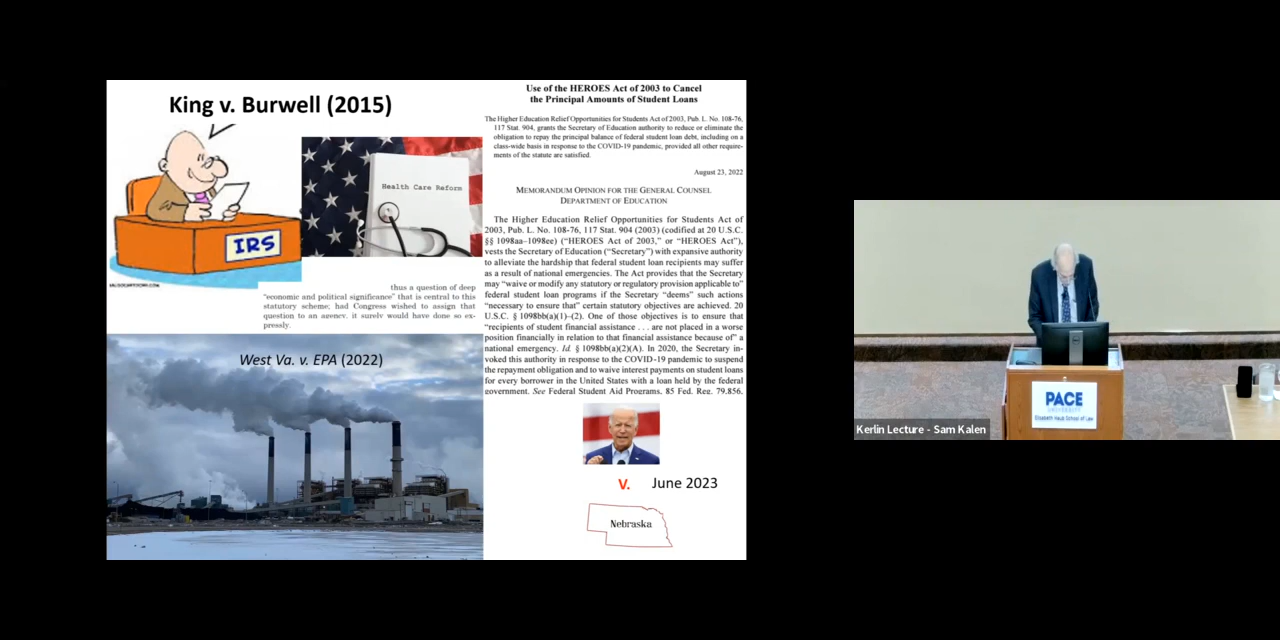 King v. Burwell (2015)
IRS
Health Care Reform
thus a question of deep
“economic and political significance” that is central to this
statutory scheme; had Congress wished to assign that
question to an agency, it surely would have done so ex-
pressly.
West Va. v. EPA (2022)
Use of the HEROES Act of 2003 to Cancel
the Principal Amounts of Student Loans
The Higher Education Relief Opportunities for Students Act of 2003, Pub. L. No. 108-76,
117 Stat. 904, grants the Secretary of Education authority to reduce or eliminate the
obligation to repay the principal balance of federal student loan debt, including on a
class-wide basis in response to the COVID-19 pandemic, provided all other require-
ments of the statute are satisfied.
August 23, 2022
MEMORANDUM OPINION FOR THE GENERAL COUNSEL
DEPARTMENT OF EDUCATION
The Higher Education Relief Opportunities for Students Act of
2003, Pub. L. No. 108-76, 117 Stat. 904 (2003) (codified at 20 U.S.C.
§§ 1098aa–1098ee) (“HEROES Act of 2003,” or “HEROES Act”),
vests the Secretary of Education (“Secretary”) with expansive authority
to alleviate the hardship that federal student loan recipients may suffer
as a result of national emergencies. The Act provides that the Secretary
may “waive or modify any statutory or regulatory provision applicable to”
federal student loan programs if the Secretary “deems” such actions
“necessary to ensure that” certain statutory objectives are achieved. 20
U.S.C. § 1098bb(a)(1)–(2). One of those objectives is to ensure that
“recipients of student financial assistance . . . are not placed in a worse
position financially in relation to that financial assistance because of” a
national emergency. Id. § 1098bb(a)(2)(A). In 2020, the Secretary in-
voked this authority in response to the COVID-19 pandemic to suspend
the repayment obligation and to waive interest payments on student loans
for every borrower in the United States with a loan held by the federal
government. See Federal Student Aid Programs, 85 Fed. Reg. 79,856,
v. June 2023
Nebraska
PACE
UNIVERSITY
Elisabeth Haub School of Law
Kerlin Lecture - Sam Kalen